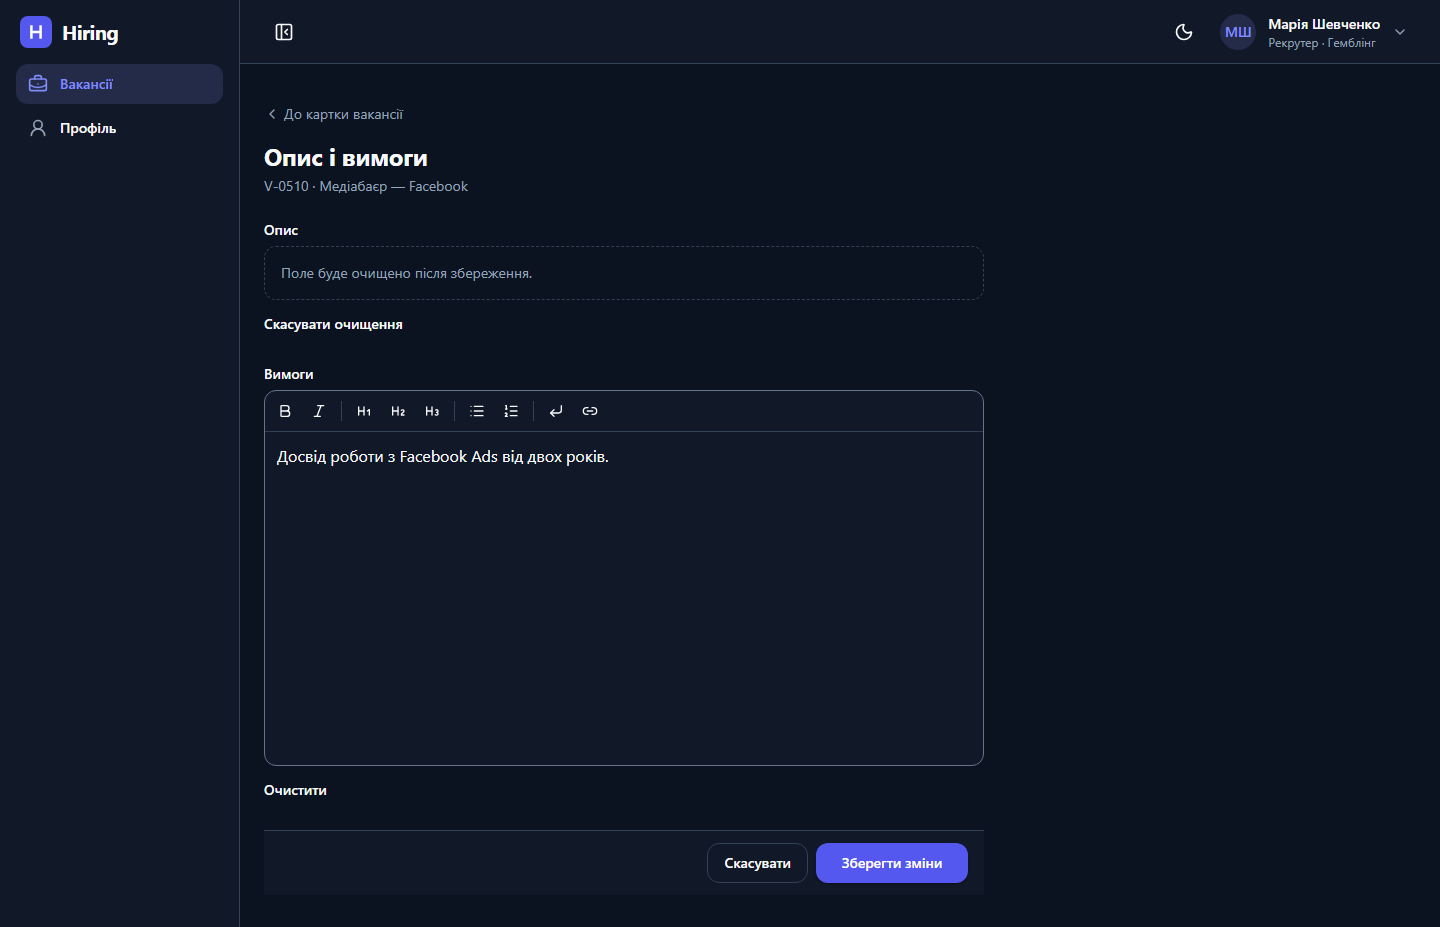 H Hiring
Вакансії
Профіль
МШ
Марія Шевченко
Рекрутер · Гемблінг
До картки вакансії
Опис і вимоги
V-0510 · Медіабаєр — Facebook
Опис
Поле буде очищено після збереження.
Скасувати очищення
Вимоги
B I H1 H2 H3
Досвід роботи з Facebook Ads від двох років.
Очистити
Скасувати
Зберегти зміни